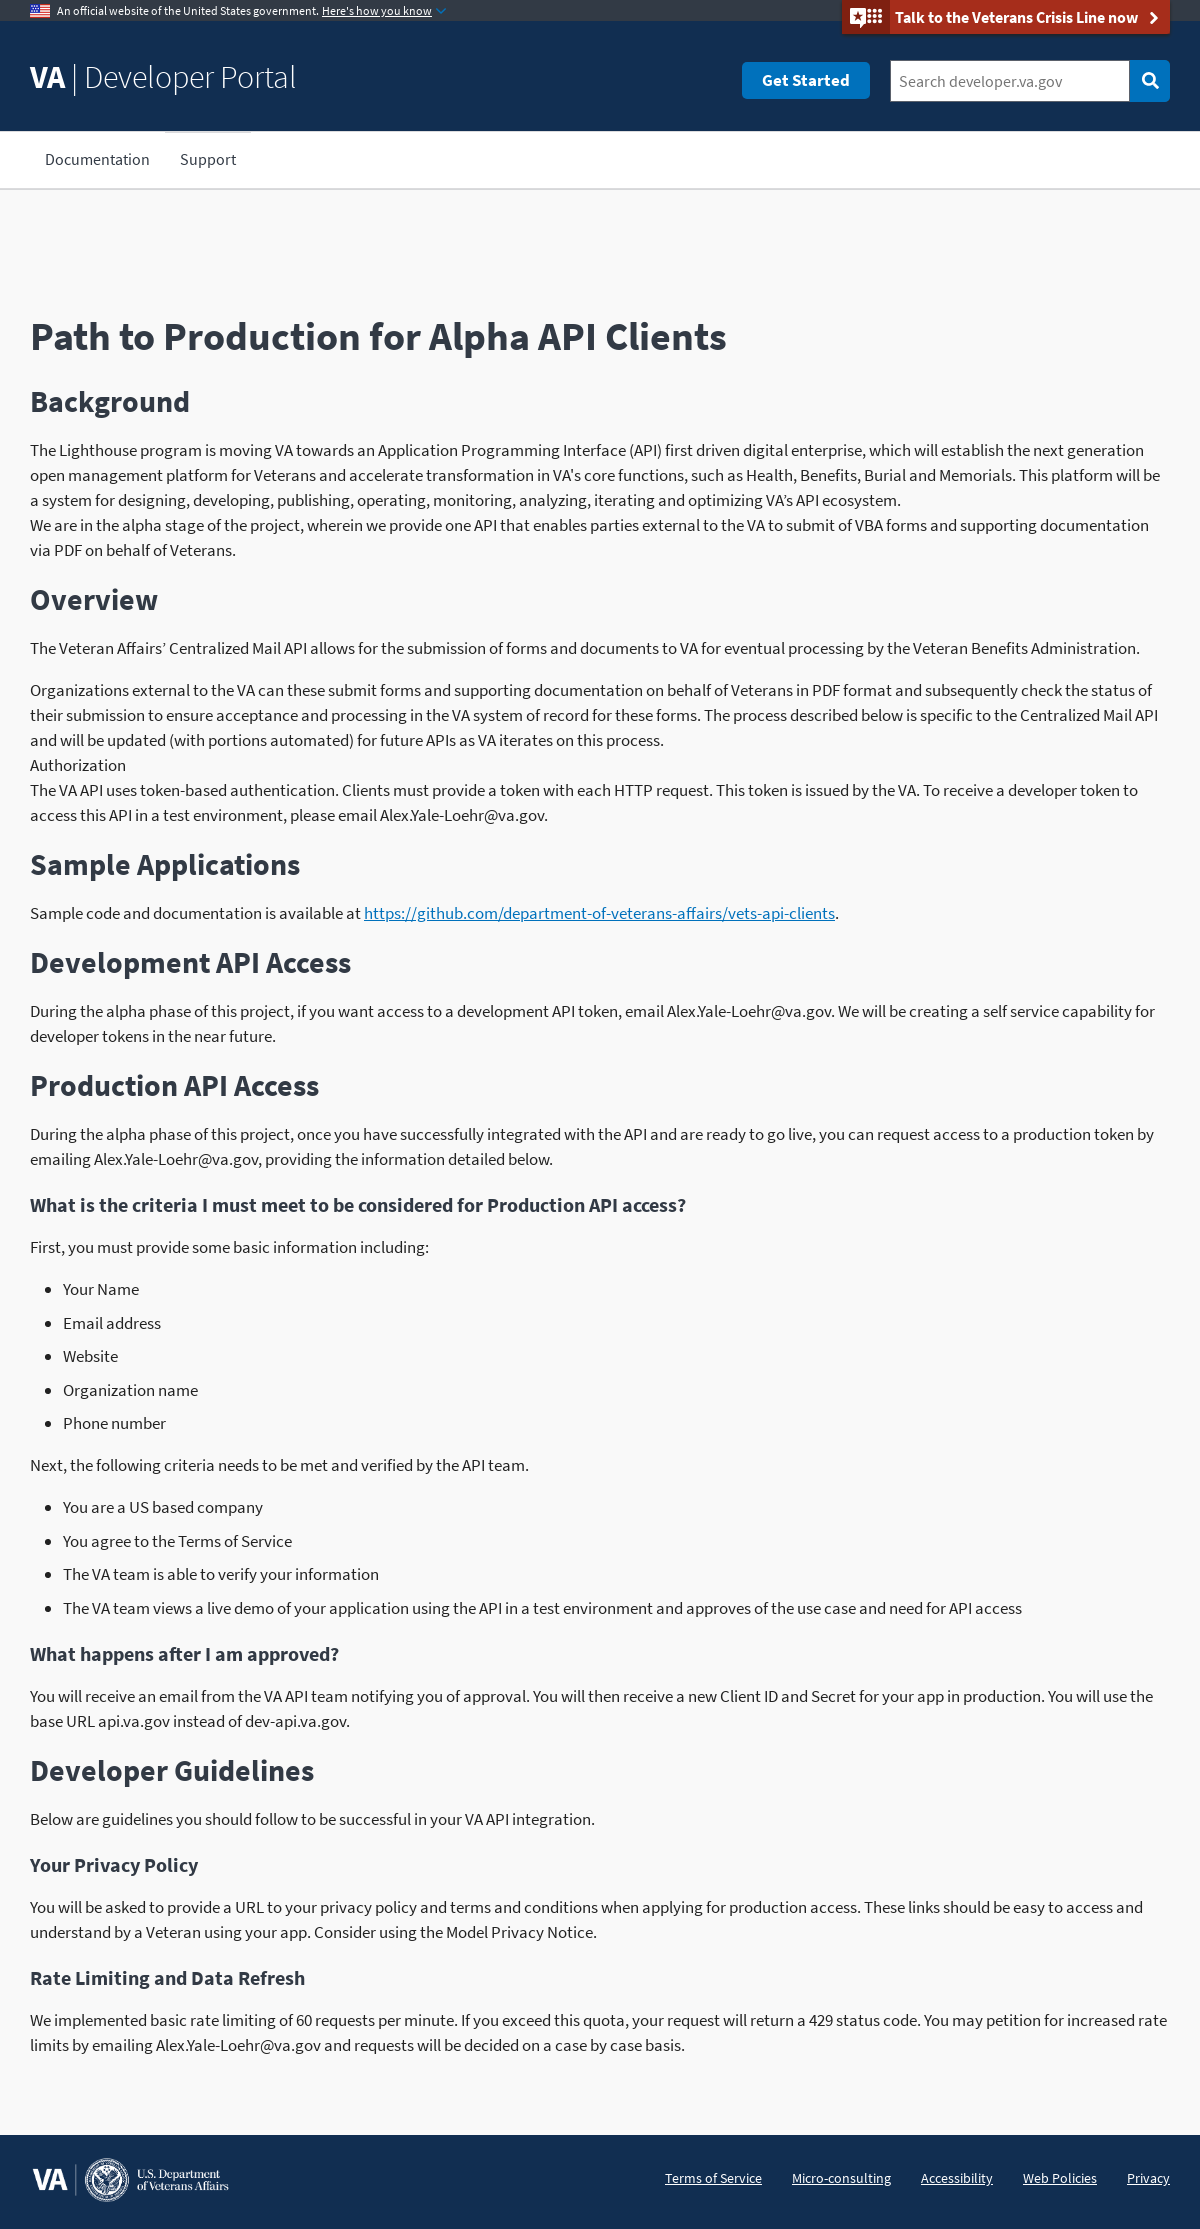 An official website of the United States government. Here's how you know
Talk to the Veterans Crisis Line now
VA | Developer Portal
Get Started
Search developer.va.gov
Documentation
Support
Path to Production for Alpha API Clients
Background
The Lighthouse program is moving VA towards an Application Programming Interface (API) first driven digital enterprise, which will establish the next generation
open management platform for Veterans and accelerate transformation in VA's core functions, such as Health, Benefits, Burial and Memorials. This platform will be
a system for designing, developing, publishing, operating, monitoring, analyzing, iterating and optimizing VA’s API ecosystem.
We are in the alpha stage of the project, wherein we provide one API that enables parties external to the VA to submit of VBA forms and supporting documentation
via PDF on behalf of Veterans.
Overview
The Veteran Affairs’ Centralized Mail API allows for the submission of forms and documents to VA for eventual processing by the Veteran Benefits Administration.
Organizations external to the VA can these submit forms and supporting documentation on behalf of Veterans in PDF format and subsequently check the status of
their submission to ensure acceptance and processing in the VA system of record for these forms. The process described below is specific to the Centralized Mail API
and will be updated (with portions automated) for future APIs as VA iterates on this process.
Authorization
The VA API uses token-based authentication. Clients must provide a token with each HTTP request. This token is issued by the VA. To receive a developer token to
access this API in a test environment, please email Alex.Yale-Loehr@va.gov.
Sample Applications
Sample code and documentation is available at https://github.com/department-of-veterans-affairs/vets-api-clients.
Development API Access
During the alpha phase of this project, if you want access to a development API token, email Alex.Yale-Loehr@va.gov. We will be creating a self service capability for
developer tokens in the near future.
Production API Access
During the alpha phase of this project, once you have successfully integrated with the API and are ready to go live, you can request access to a production token by
emailing Alex.Yale-Loehr@va.gov, providing the information detailed below.
What is the criteria I must meet to be considered for Production API access?
First, you must provide some basic information including:
• Your Name
• Email address
• Website
• Organization name
• Phone number
Next, the following criteria needs to be met and verified by the API team.
• You are a US based company
• You agree to the Terms of Service
• The VA team is able to verify your information
• The VA team views a live demo of your application using the API in a test environment and approves of the use case and need for API access
What happens after I am approved?
You will receive an email from the VA API team notifying you of approval. You will then receive a new Client ID and Secret for your app in production. You will use the
base URL api.va.gov instead of dev-api.va.gov.
Developer Guidelines
Below are guidelines you should follow to be successful in your VA API integration.
Your Privacy Policy
You will be asked to provide a URL to your privacy policy and terms and conditions when applying for production access. These links should be easy to access and
understand by a Veteran using your app. Consider using the Model Privacy Notice.
Rate Limiting and Data Refresh
We implemented basic rate limiting of 60 requests per minute. If you exceed this quota, your request will return a 429 status code. You may petition for increased rate
limits by emailing Alex.Yale-Loehr@va.gov and requests will be decided on a case by case basis.
VA | U.S. Department
of Veterans Affairs
Terms of Service
Micro-consulting
Accessibility
Web Policies
Privacy